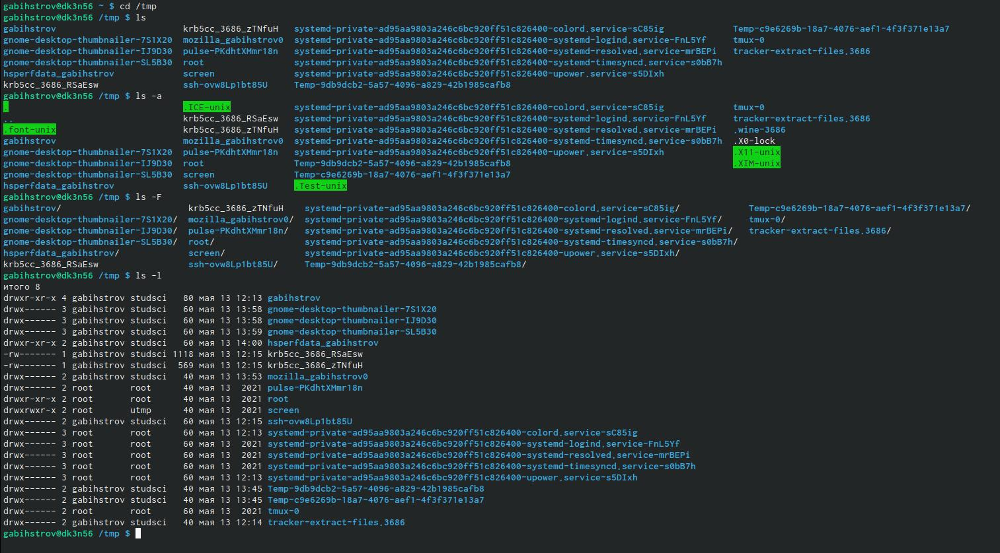 gabihstrov@dk3n56 ~ $ cd /tmp
gabihstrov@dk3n56 /tmp $ ls
gabihstrov krb5cc_3686_zTNfuH systemd-private-ad95aa9803a246c6bc920ff51c826400-colord.service-sC85ig Temp-c9e6269b-18a7-4076-aef1-4f3f371e13a7
gnome-desktop-thumbnailer-7S1X20 mozilla_gabihstrov0 systemd-private-ad95aa9803a246c6bc920ff51c826400-systemd-logind.service-FnL5Yf tmux-0
gnome-desktop-thumbnailer-IJ9D30 pulse-PKdhtXMmr18n systemd-private-ad95aa9803a246c6bc920ff51c826400-systemd-resolved.service-mrBEPi tracker-extract-files.3686
gnome-desktop-thumbnailer-SL5B30 root systemd-private-ad95aa9803a246c6bc920ff51c826400-systemd-timesyncd.service-s0bB7h
hsperfdata_gabihstrov screen systemd-private-ad95aa9803a246c6bc920ff51c826400-upower.service-s5DIxh
krb5cc_3686_RSaEsw ssh-ovw8Lp1bt85U Temp-9db9dcb2-5a57-4096-a829-42b1985cafb8
gabihstrov@dk3n56 /tmp $ ls -a
. .ICE-unix systemd-private-ad95aa9803a246c6bc920ff51c826400-colord.service-sC85ig tmux-0
.. krb5cc_3686_RSaEsw systemd-private-ad95aa9803a246c6bc920ff51c826400-systemd-logind.service-FnL5Yf tracker-extract-files.3686
.font-unix krb5cc_3686_zTNfuH systemd-private-ad95aa9803a246c6bc920ff51c826400-systemd-resolved.service-mrBEPi .wine-3686
gabihstrov mozilla_gabihstrov0 systemd-private-ad95aa9803a246c6bc920ff51c826400-systemd-timesyncd.service-s0bB7h .X0-lock
gnome-desktop-thumbnailer-7S1X20 pulse-PKdhtXMmr18n systemd-private-ad95aa9803a246c6bc920ff51c826400-upower.service-s5DIxh .X11-unix
gnome-desktop-thumbnailer-IJ9D30 root Temp-9db9dcb2-5a57-4096-a829-42b1985cafb8 .XIM-unix
gnome-desktop-thumbnailer-SL5B30 screen Temp-c9e6269b-18a7-4076-aef1-4f3f371e13a7
hsperfdata_gabihstrov ssh-ovw8Lp1bt85U .Test-unix
gabihstrov@dk3n56 /tmp $ ls -F
gabihstrov/ krb5cc_3686_zTNfuH systemd-private-ad95aa9803a246c6bc920ff51c826400-colord.service-sC85ig/ Temp-c9e6269b-18a7-4076-aef1-4f3f371e13a7/
gnome-desktop-thumbnailer-7S1X20/ mozilla_gabihstrov0/ systemd-private-ad95aa9803a246c6bc920ff51c826400-systemd-logind.service-FnL5Yf/ tmux-0/
gnome-desktop-thumbnailer-IJ9D30/ pulse-PKdhtXMmr18n/ systemd-private-ad95aa9803a246c6bc920ff51c826400-systemd-resolved.service-mrBEPi/ tracker-extract-files.3686/
gnome-desktop-thumbnailer-SL5B30/ root/ systemd-private-ad95aa9803a246c6bc920ff51c826400-systemd-timesyncd.service-s0bB7h/
hsperfdata_gabihstrov/ screen/ systemd-private-ad95aa9803a246c6bc920ff51c826400-upower.service-s5DIxh/
krb5cc_3686_RSaEsw ssh-ovw8Lp1bt85U/ Temp-9db9dcb2-5a57-4096-a829-42b1985cafb8/
gabihstrov@dk3n56 /tmp $ ls -l
итого 8
drwxr-xr-x 4 gabihstrov studsci 80 мая 13 12:13 gabihstrov
drwx------ 3 gabihstrov studsci 60 мая 13 13:58 gnome-desktop-thumbnailer-7S1X20
drwx------ 3 gabihstrov studsci 60 мая 13 13:58 gnome-desktop-thumbnailer-IJ9D30
drwx------ 3 gabihstrov studsci 60 мая 13 13:59 gnome-desktop-thumbnailer-SL5B30
drwxr-xr-x 2 gabihstrov studsci 60 мая 13 14:00 hsperfdata_gabihstrov
-rw------- 1 gabihstrov studsci 1118 мая 13 12:15 krb5cc_3686_RSaEsw
-rw------- 1 gabihstrov studsci 569 мая 13 12:15 krb5cc_3686_zTNfuH
drwx------ 2 gabihstrov studsci 40 мая 13 13:53 mozilla_gabihstrov0
drwx------ 2 root root 40 мая 13 2021 pulse-PKdhtXMmr18n
drwxr-xr-x 2 root root 40 мая 13 2021 root
drwxrwxr-x 2 root utmp 40 мая 13 2021 screen
drwx------ 2 gabihstrov studsci 60 мая 13 12:15 ssh-ovw8Lp1bt85U
drwx------ 3 root root 60 мая 13 12:13 systemd-private-ad95aa9803a246c6bc920ff51c826400-colord.service-sC85ig
drwx------ 3 root root 60 мая 13 2021 systemd-private-ad95aa9803a246c6bc920ff51c826400-systemd-logind.service-FnL5Yf
drwx------ 3 root root 60 мая 13 2021 systemd-private-ad95aa9803a246c6bc920ff51c826400-systemd-resolved.service-mrBEPi
drwx------ 3 root root 60 мая 13 2021 systemd-private-ad95aa9803a246c6bc920ff51c826400-systemd-timesyncd.service-s0bB7h
drwx------ 3 root root 60 мая 13 12:13 systemd-private-ad95aa9803a246c6bc920ff51c826400-upower.service-s5DIxh
drwx------ 2 gabihstrov studsci 40 мая 13 13:45 Temp-9db9dcb2-5a57-4096-a829-42b1985cafb8
drwx------ 2 gabihstrov studsci 40 мая 13 13:45 Temp-c9e6269b-18a7-4076-aef1-4f3f371e13a7
drwx------ 2 root root 60 мая 13 2021 tmux-0
drwx------ 2 gabihstrov studsci 40 мая 13 12:14 tracker-extract-files.3686
gabihstrov@dk3n56 /tmp $